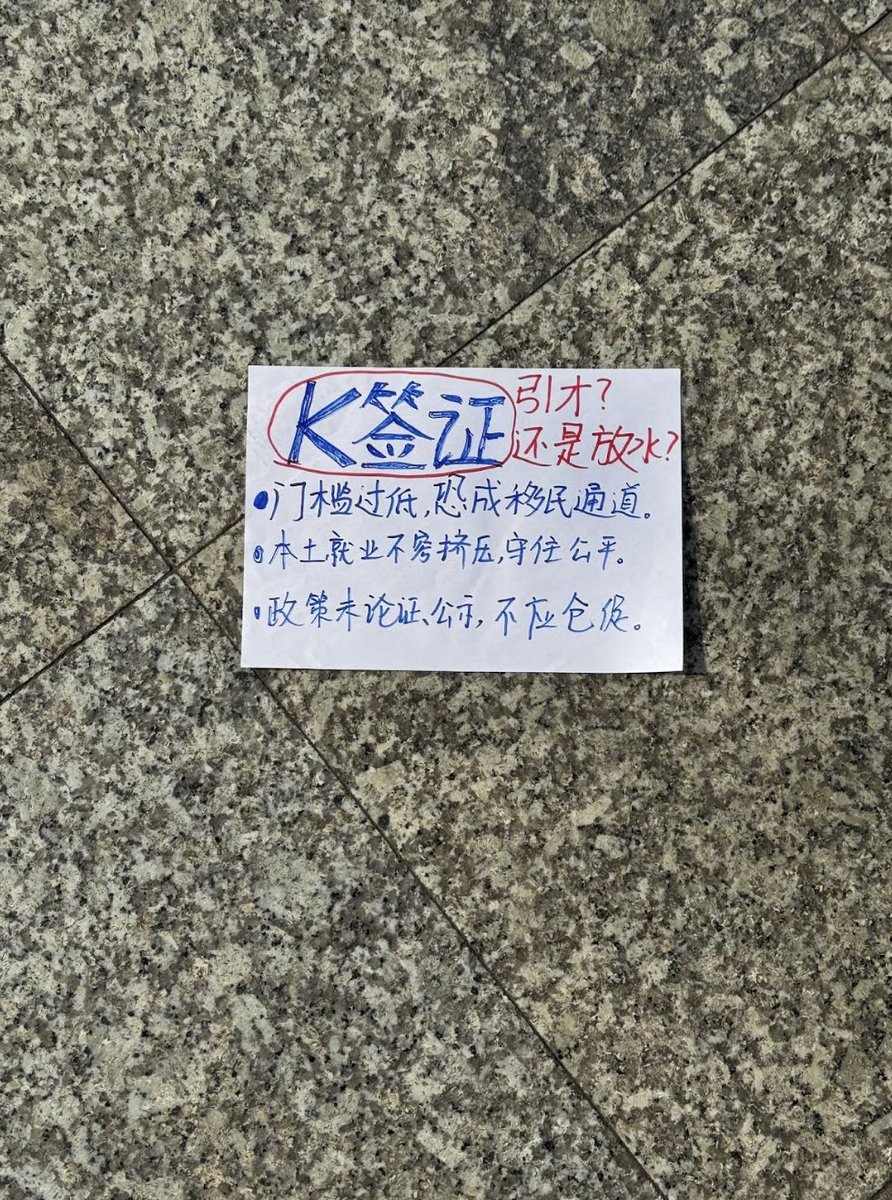 K签证 引才?
还是放水?
门槛过低,恐成移民通道。
本土就业不容挤压,守住公平。
政策未论证、公示,不应仓促。